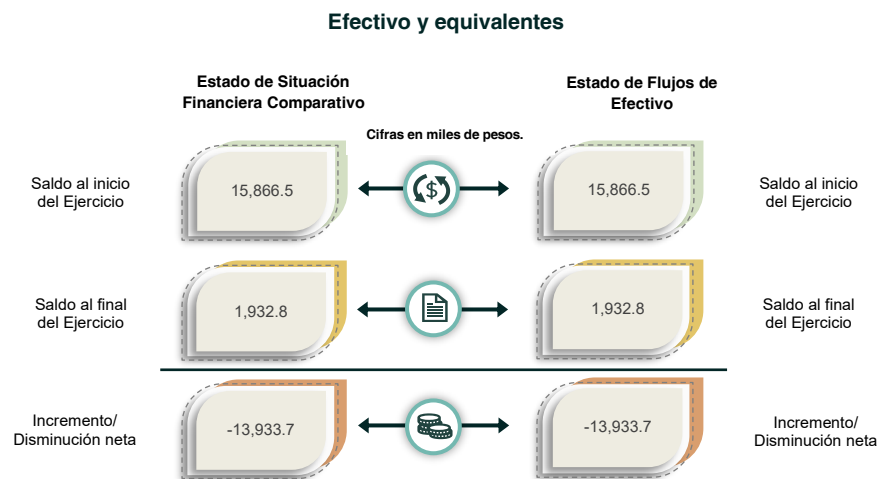 Efectivo y equivalentes
Estado de Situación
Financiera Comparativo
Estado de Flujos de
Efectivo
Cifras en miles de pesos.
Saldo al inicio
del Ejercicio
15,866.5
$
15,866.5
Saldo al inicio
del Ejercicio
Saldo al final
del Ejercicio
1,932.8
1,932.8
Saldo al final
del Ejercicio
Incremento/
Disminución neta
-13,933.7
-13,933.7
Incremento/
Disminución neta